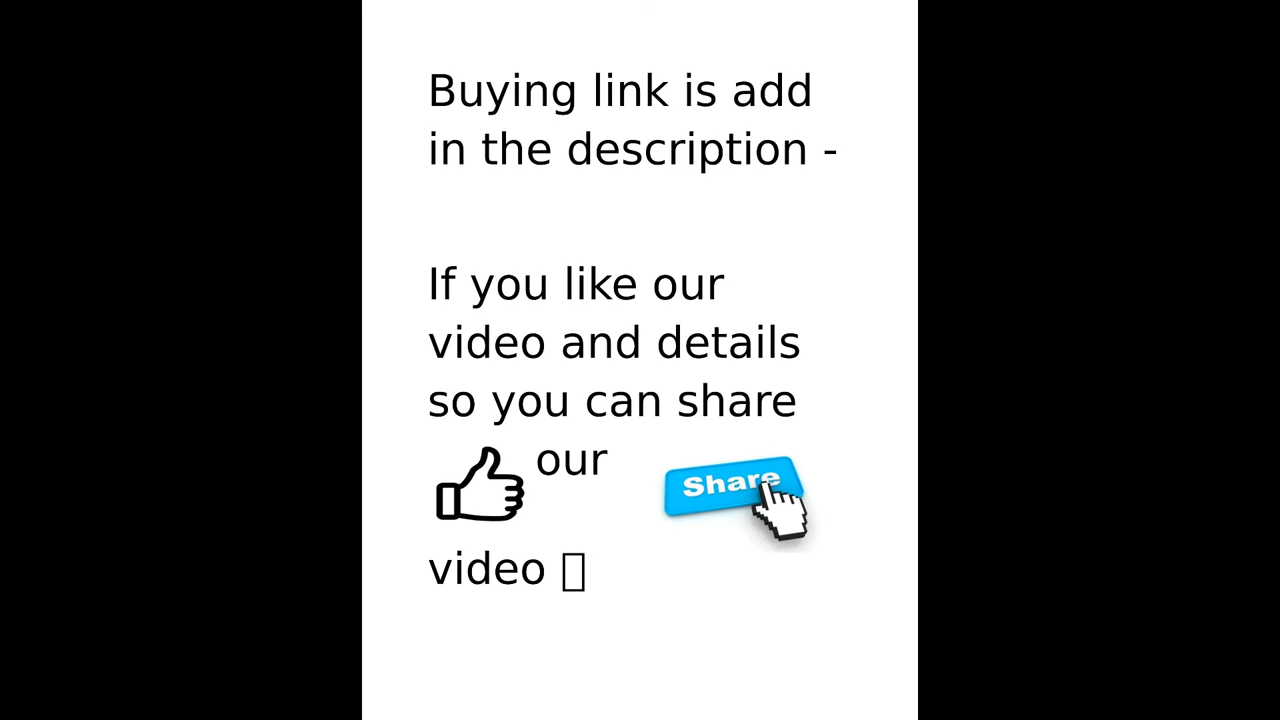 Buying link is add
in the description -
If you like our
video and details
so you can share
our
Share
video